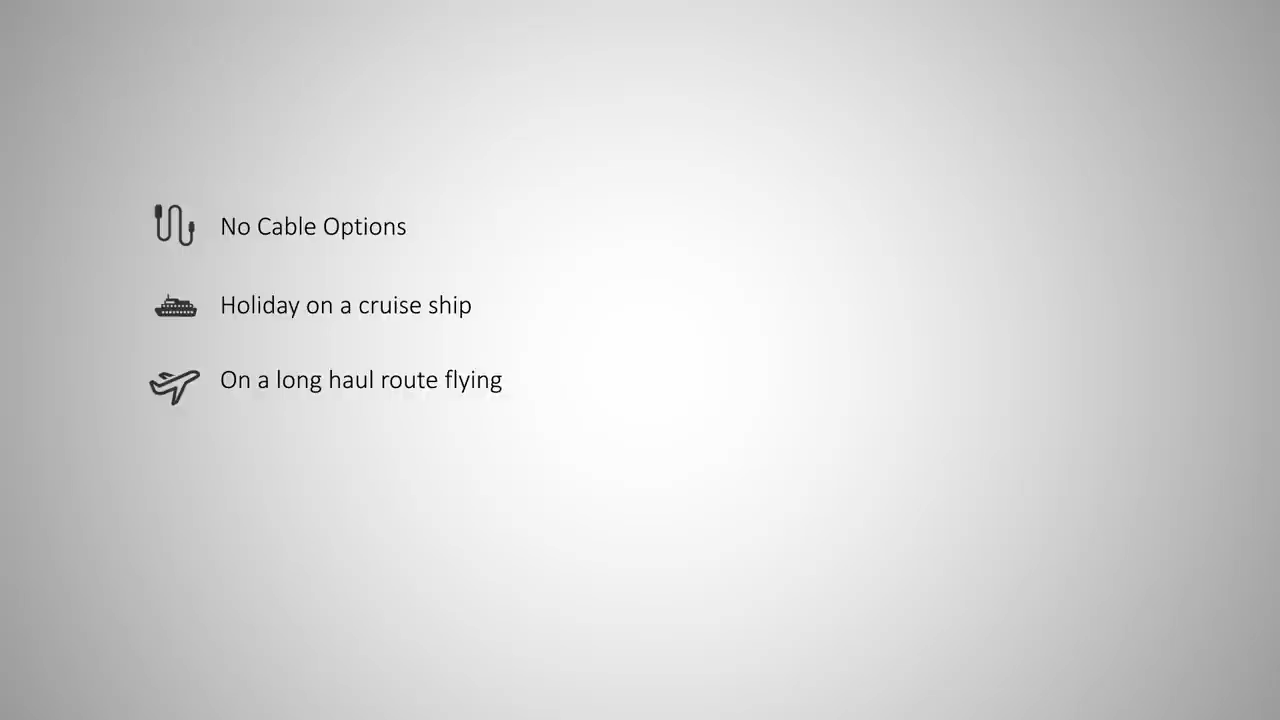 No Cable Options
Holiday on a cruise ship
On a long haul route flying